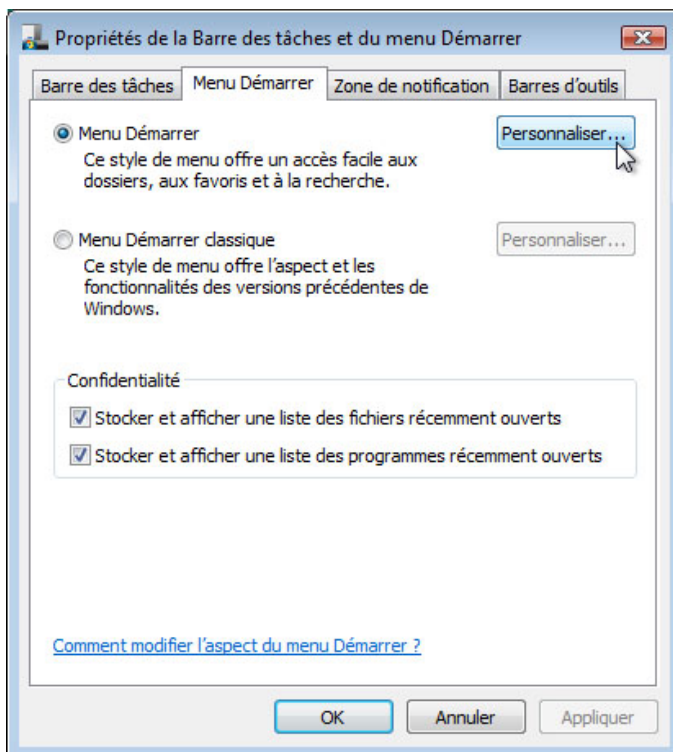 Propriétés de la Barre des tâches et du menu Démarrer
Barre des tâches Menu Démarrer Zone de notification Barres d'outils
Menu Démarrer Personnaliser...
Ce style de menu offre un accès facile aux
dossiers, aux favoris et à la recherche.
Menu Démarrer classique Personnaliser...
Ce style de menu offre l'aspect et les
fonctionnalités des versions précédentes de
Windows.
Confidentialité
Stocker et afficher une liste des fichiers récemment ouverts
Stocker et afficher une liste des programmes récemment ouverts
Comment modifier l'aspect du menu Démarrer ?
OK Annuler Appliquer